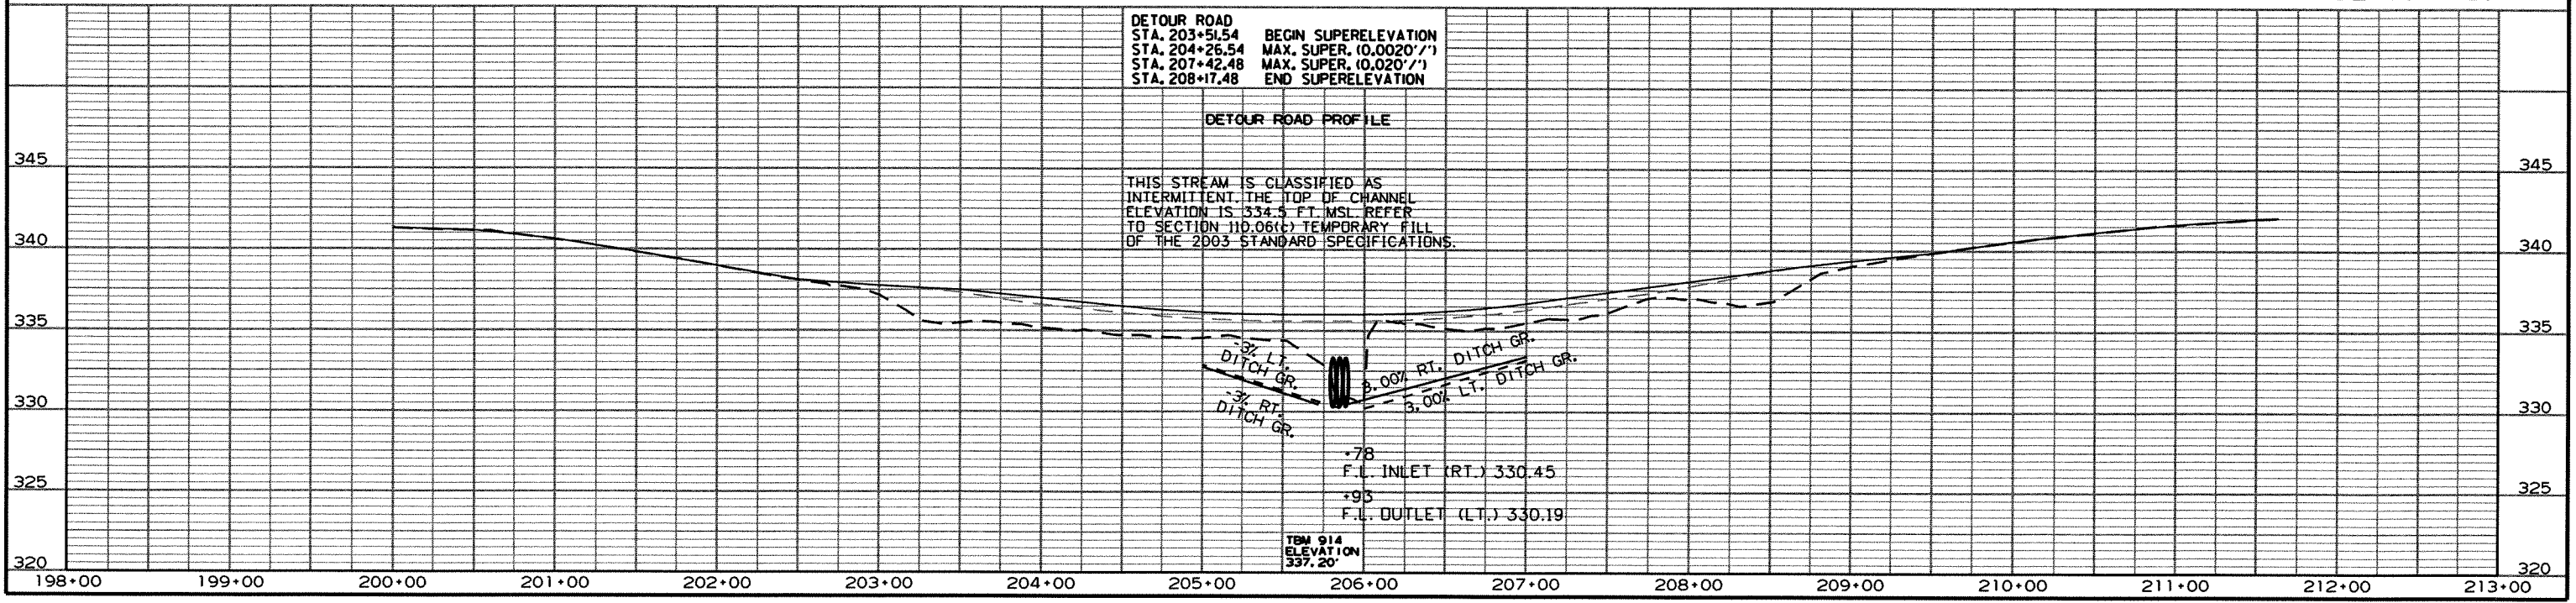 DETOUR ROAD
STA. 203+51.54 BEGIN SUPERELEVATION
STA. 204+26.54 MAX. SUPER. (0.0020'/')
STA. 207+42.48 MAX. SUPER. (0.020'/')
STA. 208+17.48 END SUPERELEVATION
DETOUR ROAD PROFILE
THIS STREAM IS CLASSIFIED AS
INTERMITTENT. THE TOP OF CHANNEL
ELEVATION IS 334.5 FT. MSL. REFER
TO SECTION 110.06(c) TEMPORARY FILL
OF THE 2003 STANDARD SPECIFICATIONS.
345 345
340 340
335 335
330 330
325 325
320 320
-3% LT.
DITCH GR.
-3% RT.
DITCH GR.
3.00% RT. DITCH GR.
3.00% LT. DITCH GR.
+78
F.L. INLET (RT.) 330.45
+93
F.L. OUTLET (LT.) 330.19
TBM 914
ELEVATION
337.20'
198+00 199+00 200+00 201+00 202+00 203+00 204+00 205+00 206+00 207+00 208+00 209+00 210+00 211+00 212+00 213+00